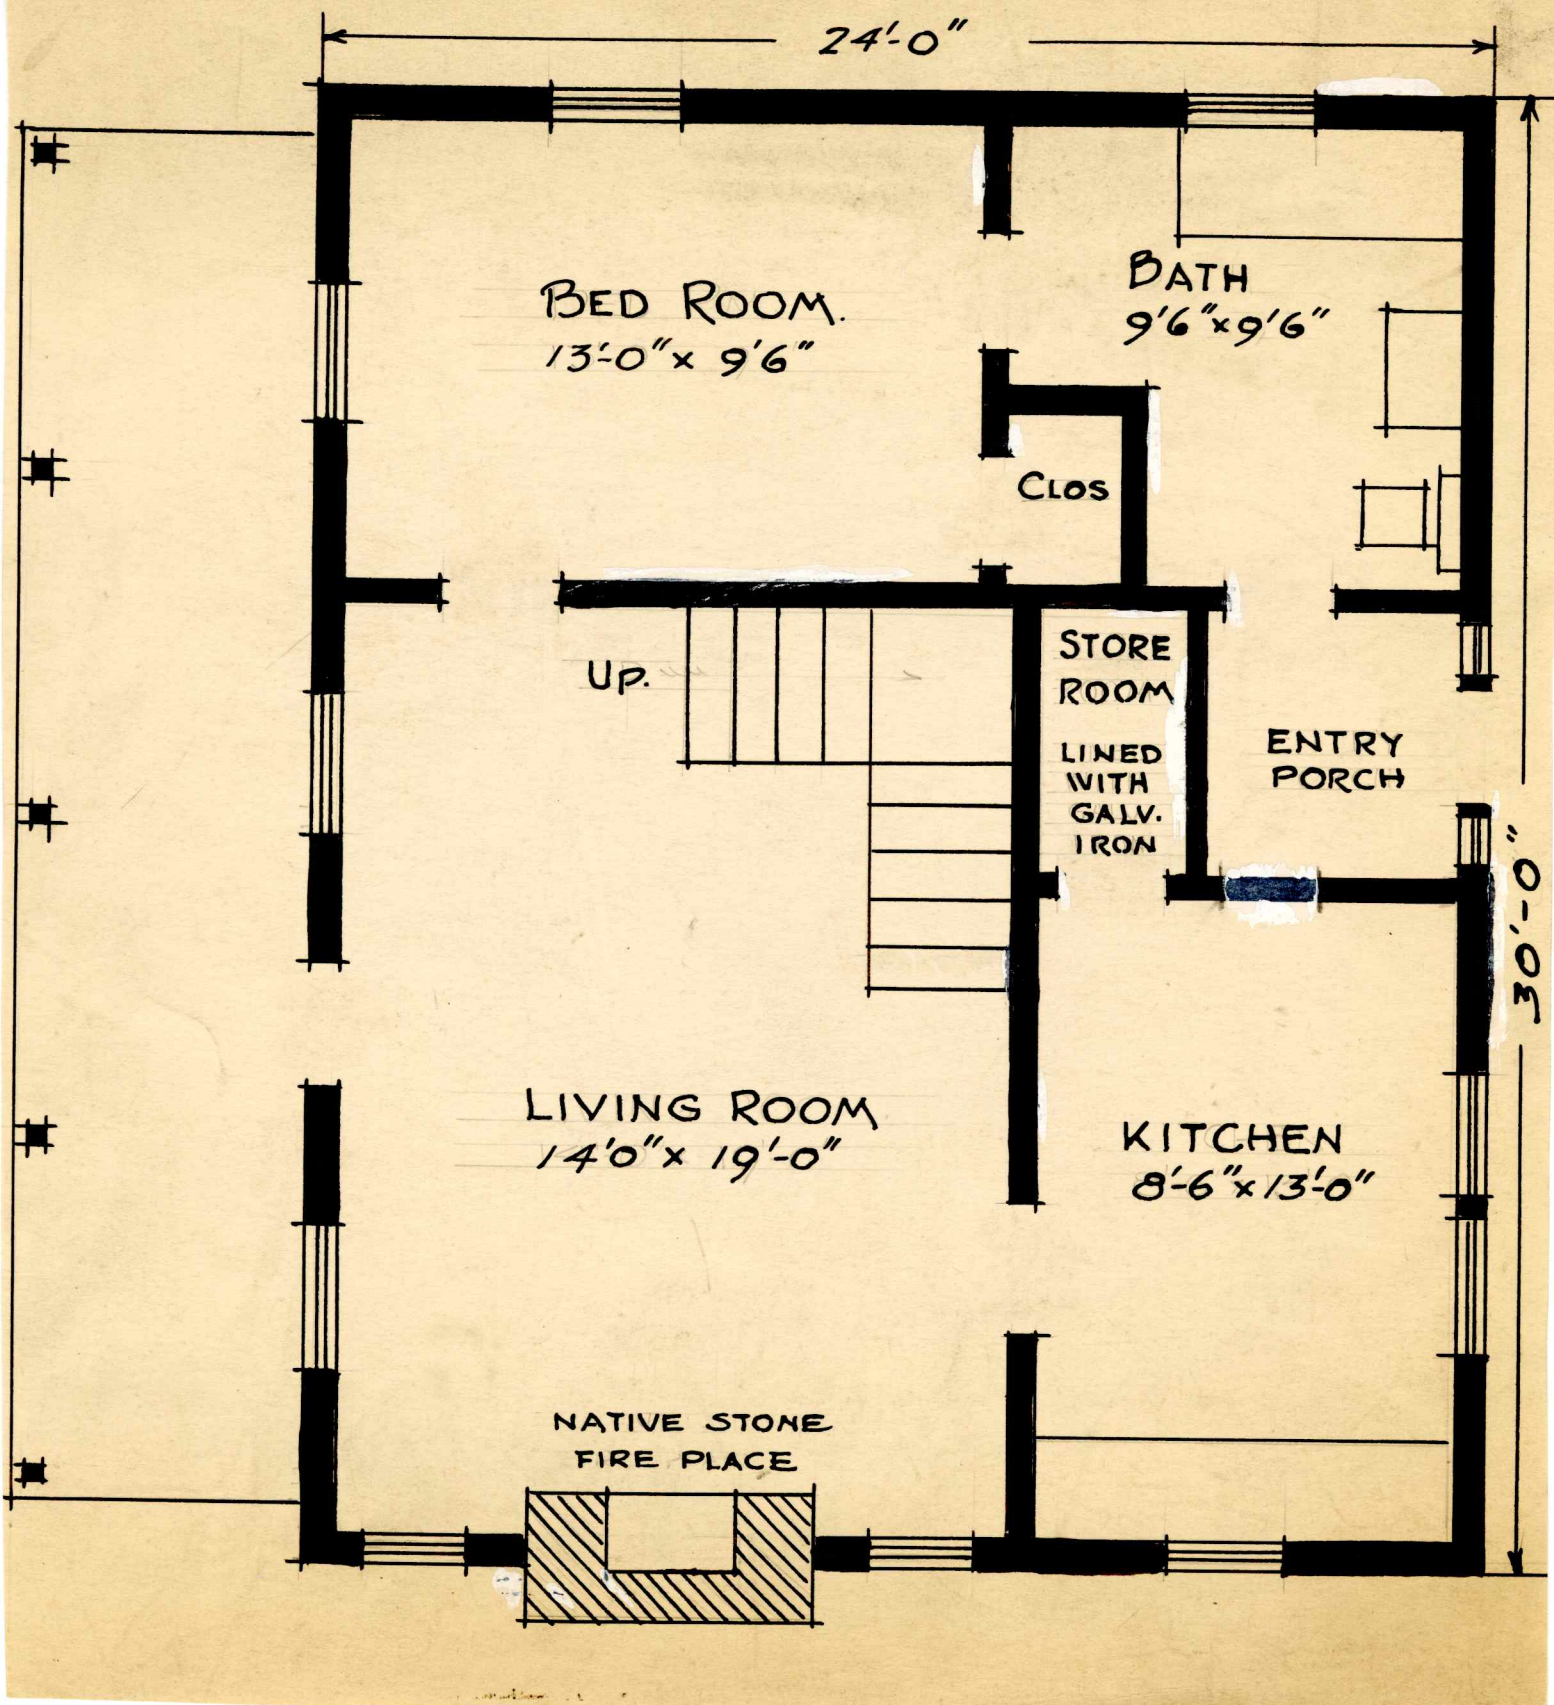 24'-0"
BED ROOM.
13'-0" x 9'6"
BATH
9'6" x 9'6"
CLOS
UP.
STORE
ROOM
LINED
WITH
GALV.
IRON
ENTRY
PORCH
30'-0"
LIVING ROOM
14'0" x 19'-0"
KITCHEN
8'-6" x 13'-0"
NATIVE STONE
FIRE PLACE